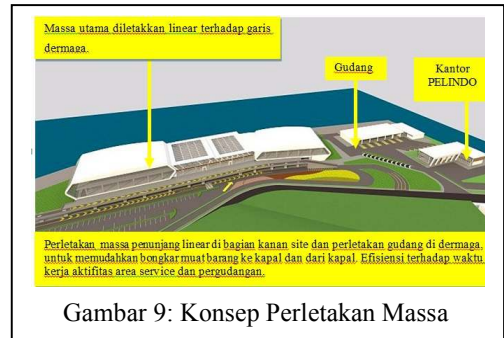 Massa utama diletakkan linear terhadap garis
dermaga.
Gudang
Kantor
PELINDO
Perletakan massa penunjang linear di bagian kanan site dan perletakan gudang di dermaga,
untuk memudahkan bongkar muat barang ke kapal dan dari kapal. Efisiensi terhadap waktu
kerja aktifitas area service dan pergudangan.
Gambar 9: Konsep Perletakan Massa